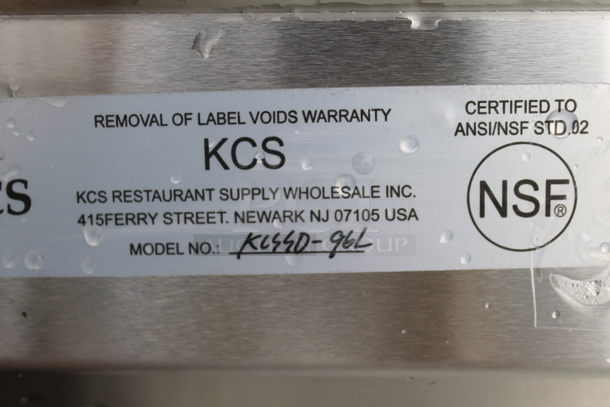 REMOVAL OF LABEL VOIDS WARRANTY
KCS
KCS RESTAURANT SUPPLY WHOLESALE INC.
415FERRY STREET. NEWARK NJ 07105 USA
MODEL NO.: KCSSD-96L
CERTIFIED TO
ANSI/NSF STD.02
NSF®